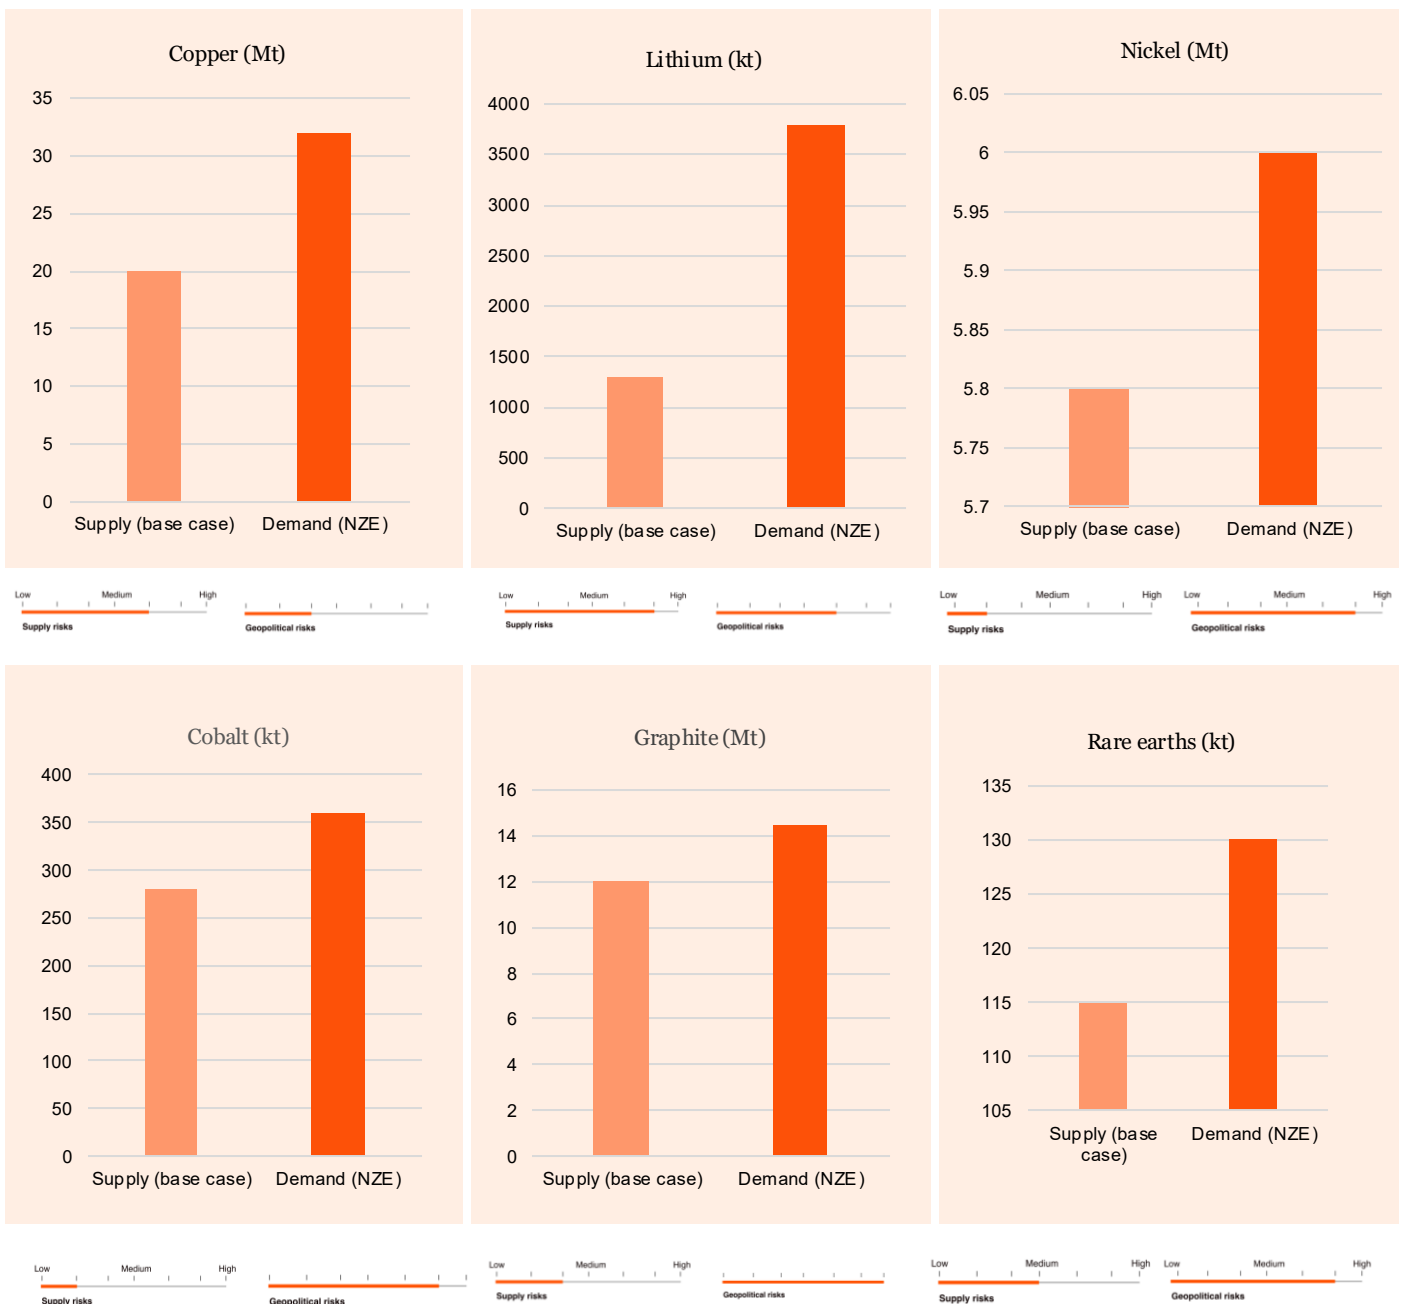 Copper (Mt)
35
30
25
20
15
10
5
0
Supply (base case) Demand (NZE)
Lithium (kt)
4000
3500
3000
2500
2000
1500
1000
500
0
Supply (base case) Demand (NZE)
Nickel (Mt)
6.05
6
5.95
5.9
5.85
5.8
5.75
5.7
Supply (base case) Demand (NZE)
Low Medium High
Supply risks
Geopolitical risks
Low Medium High
Supply risks
Geopolitical risks
Low Medium High
Supply risks
Low Medium High
Geopolitical risks
Cobalt (kt)
400
350
300
250
200
150
100
50
0
Supply (base case) Demand (NZE)
Graphite (Mt)
16
14
12
10
8
6
4
2
0
Supply (base case) Demand (NZE)
Rare earths (kt)
135
130
125
120
115
110
105
Supply (base Demand (NZE)
case)
Low Medium High
Supply risks
Geopolitical risks
Low Medium High
Supply risks
Geopolitical risks
Low Medium High
Supply risks
Low Medium High
Geopolitical risks